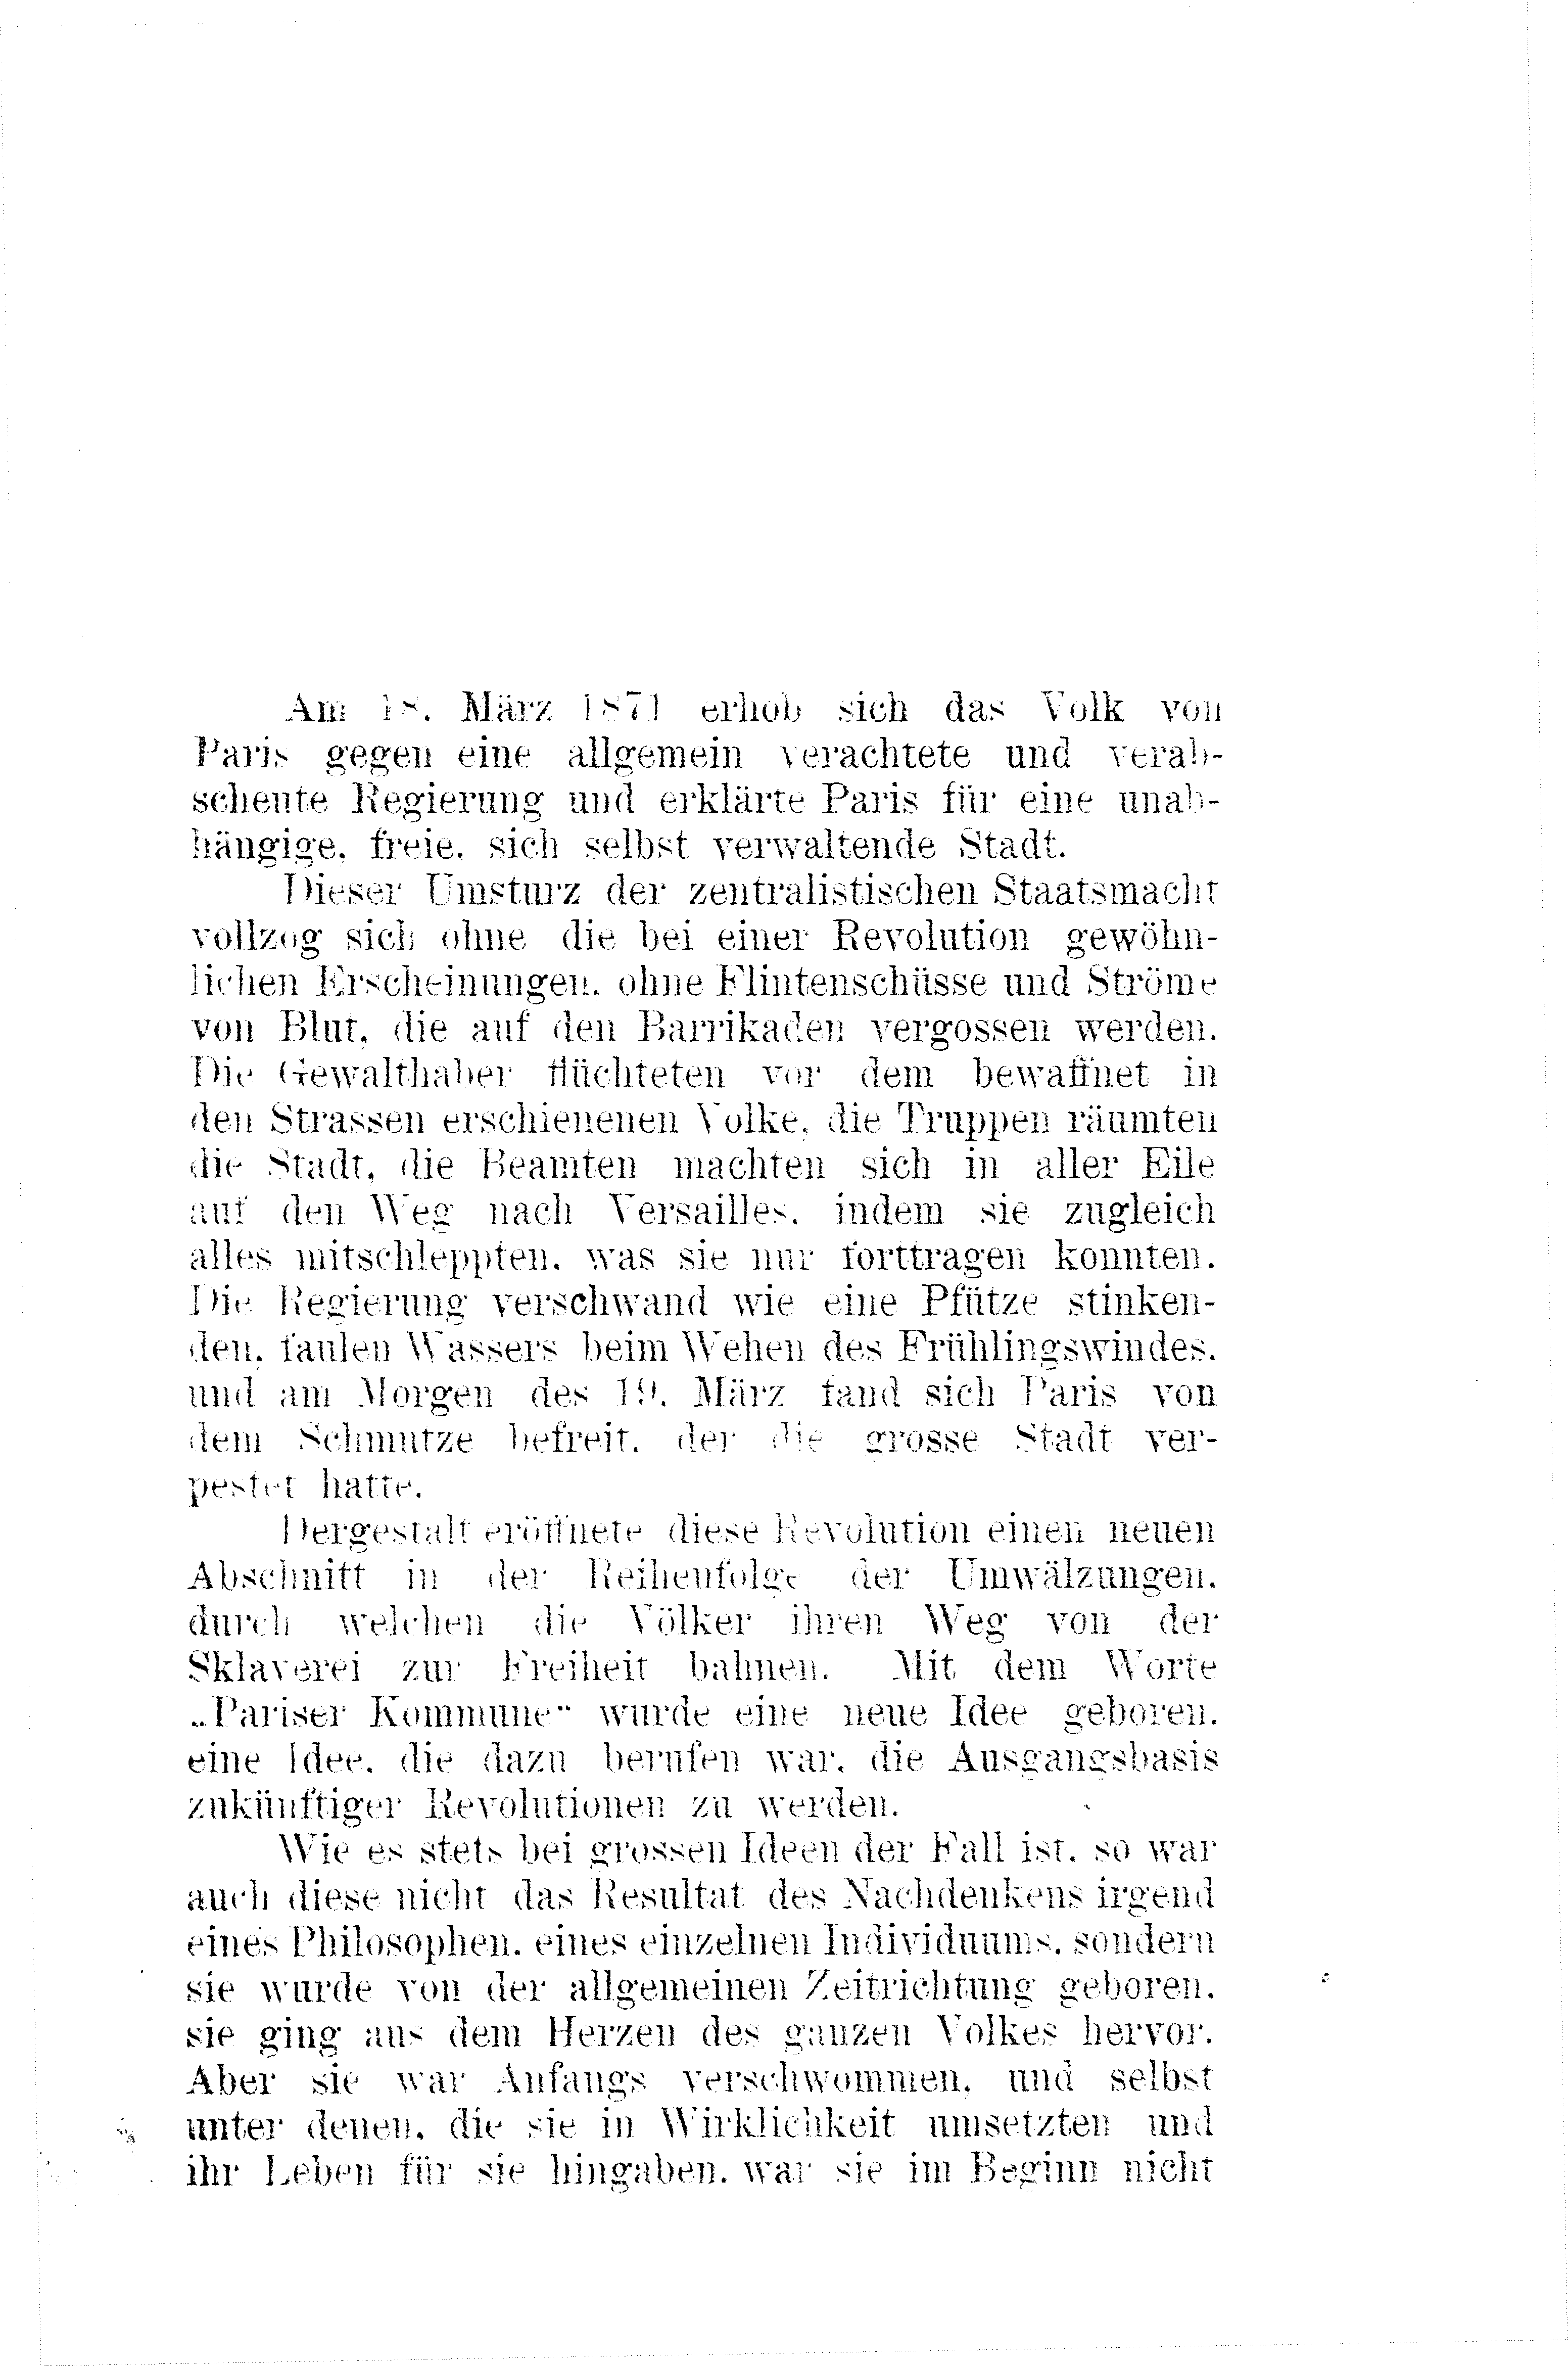 Am 18. März 1871 erhob sich das Volk von
Paris gegen eine allgemein verachtete und verab-
scheute Regierung und erklärte Paris für eine unab-
hängige, freie, sich selbst verwaltende Stadt.
Dieser Umsturz der zentralistischen Staatsmacht
vollzog sich ohne die bei einer Revolution gewöhn-
lichen Erscheinungen, ohne Flintenschüsse und Ströme
von Blut, die auf den Barrikaden vergossen werden.
Die Gewalthaber flüchteten vor dem bewaffnet in
den Strassen erschienenen Volke, die Truppen räumten
die Stadt, die Beamten machten sich in aller Eile
auf den Weg nach Versailles, indem sie zugleich
alles mitschleppten, was sie nur forttragen konnten.
Die Regierung verschwand wie eine Pfütze stinken-
den, faulen Wassers beim Wehen des Frühlingswindes,
und am Morgen des 19. März fand sich Paris von
dem Schmutze befreit, der die grosse Stadt ver-
pestet hatte.
Dergestalt eröffnete diese Revolution einen neuen
Abschnitt in der Reihenfolge der Umwälzungen,
durch welchen die Völker ihren Weg von der
Sklaverei zur Freiheit bahnen. Mit dem Worte
„Pariser Kommune“ wurde eine neue Idee geboren,
eine Idee, die dazu berufen war, die Ausgangsbasis
zukünftiger Revolutionen zu werden.
Wie es stets bei grossen Ideen der Fall ist, so war
auch diese nicht das Resultat des Nachdenkens irgend
eines Philosophen, eines einzelnen Individuums, sondern
sie wurde von der allgemeinen Zeitrichtung geboren,
sie ging aus dem Herzen des ganzen Volkes hervor.
Aber sie war Anfangs verschwommen, und selbst
unter denen, die sie in Wirklichkeit umsetzten und
ihr Leben für sie hingaben, war sie im Beginn nicht